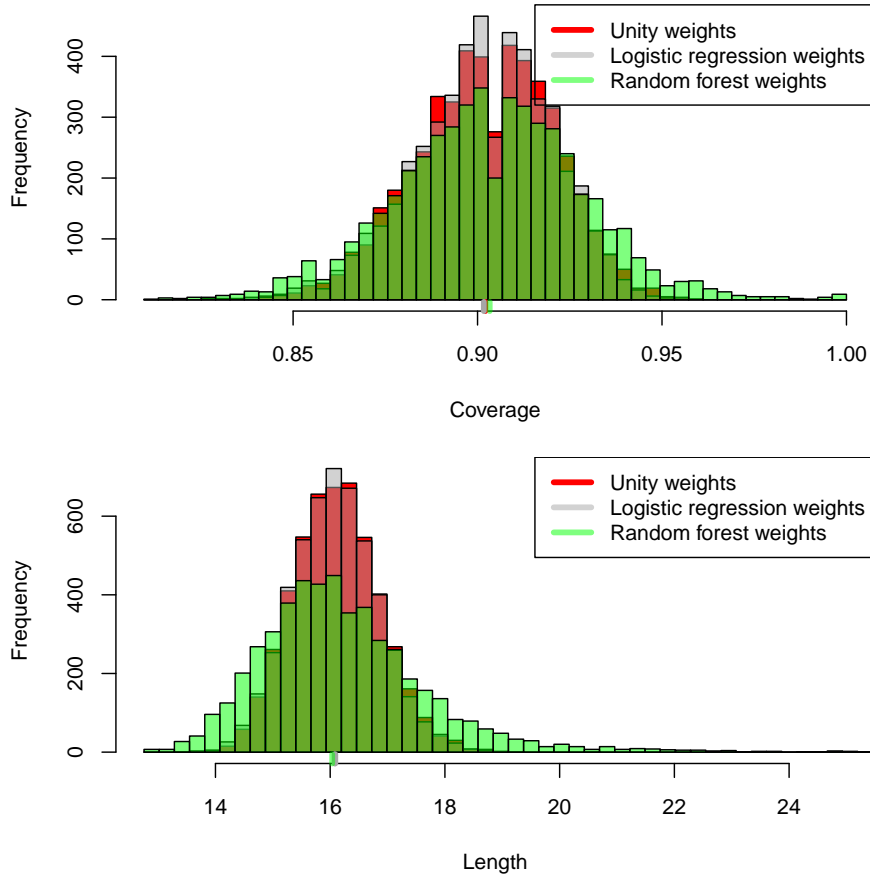 Unity weights
Logistic regression weights
Random forest weights
Frequency
0 100 200 300 400
0.85 0.90 0.95 1.00
Coverage
Unity weights
Logistic regression weights
Random forest weights
Frequency
0 200 400 600
14 16 18 20 22 24
Length